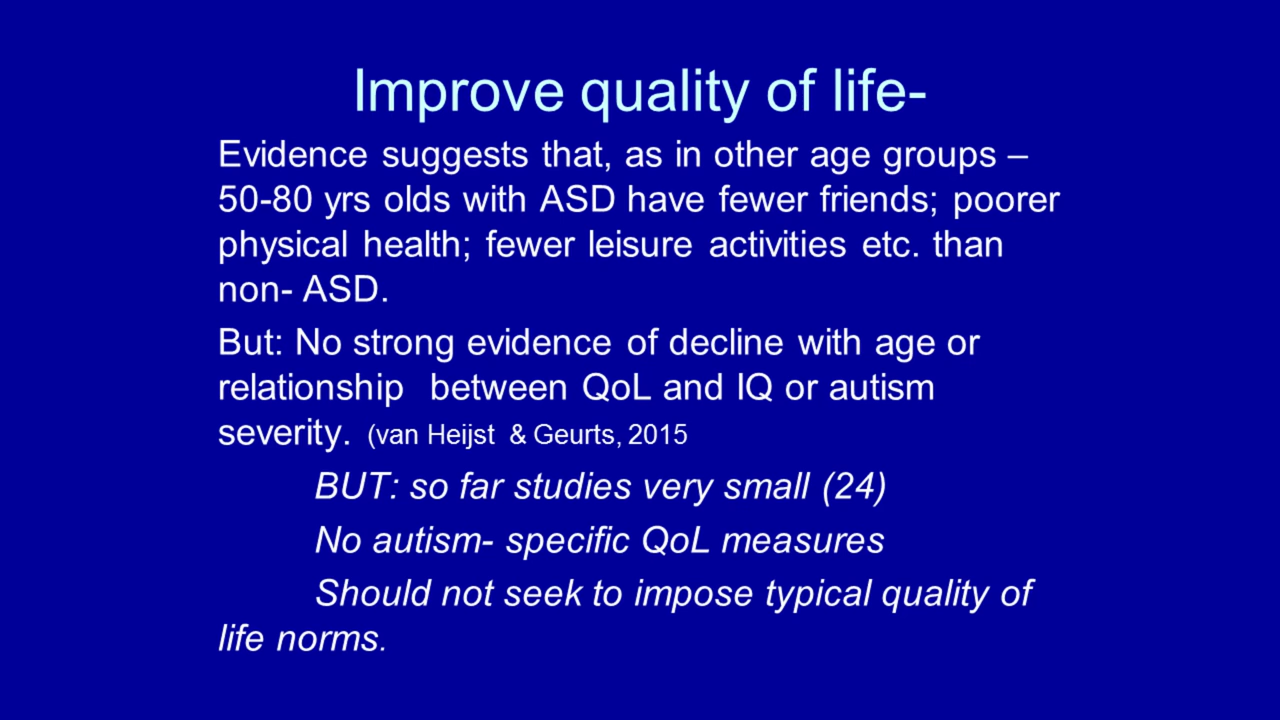 Improve quality of life-
Evidence suggests that, as in other age groups –
50-80 yrs olds with ASD have fewer friends; poorer
physical health; fewer leisure activities etc. than
non- ASD.
But: No strong evidence of decline with age or
relationship between QoL and IQ or autism
severity. (van Heijst & Geurts, 2015
BUT: so far studies very small (24)
No autism- specific QoL measures
Should not seek to impose typical quality of
life norms.